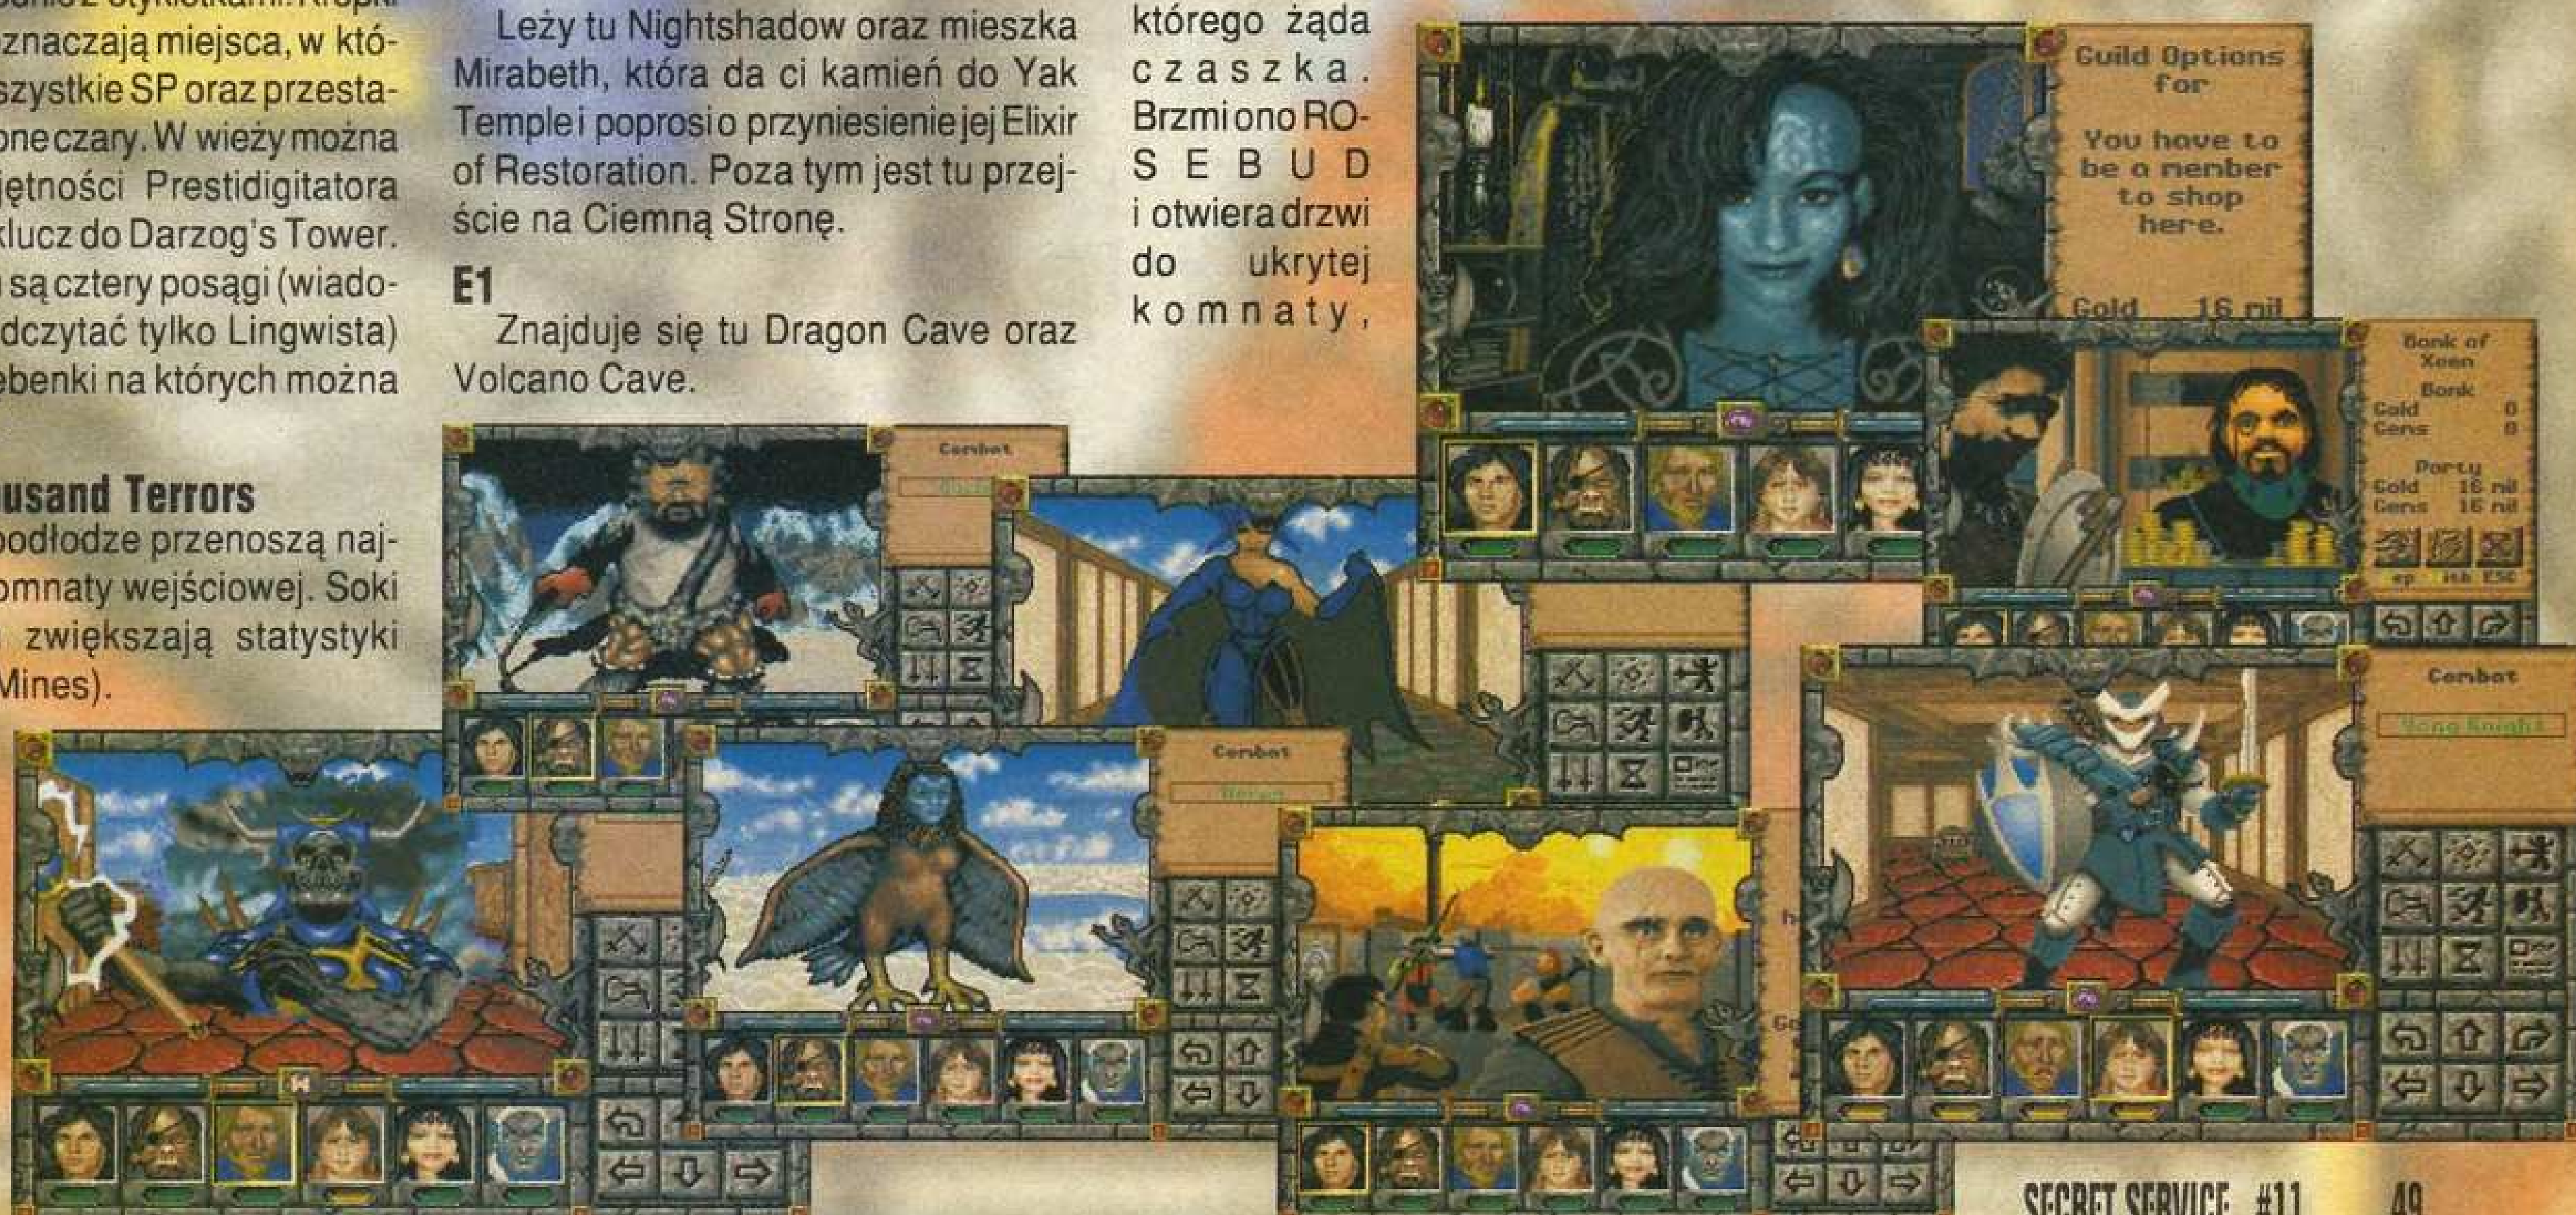 znaczają miejsca, w któ-
szystkie SP oraz przesta-
one czary. W wieży można
jętności Prestidigitatora
klucz do Darzog's Tower.
są cztery posągi (wiado-
dczytać tylko Lingwista)
ebenki na których można
usand Terrors
podłodze przenoszą naj-
omnaty wejściowej. Soki
zwiększają statystyki
Mines).
Leży tu Nightshadow oraz mieszka
Mirabeth, która da ci kamień do Yak
Temple i poprosi o przyniesienie jej Elixir
of Restoration. Poza tym jest tu przej-
ście na Ciemną Stronę.
E1
Znajduje się tu Dragon Cave oraz
Volcano Cave.
którego żąda
czaszka.
Brzmi ono RO-
SEBUD
i otwiera drzwi
do ukrytej
komnaty,
Guild Options
for
You have to
be a member
to shop
here.
Gold 16 mil
Bank of
Xeen
Bank
Gold 0
Gems 0
Party
Gold 16 mil
Gems 16 mil
ep ith ESC
Combat
Combat
Combat
SECRET SERVICE #11 49